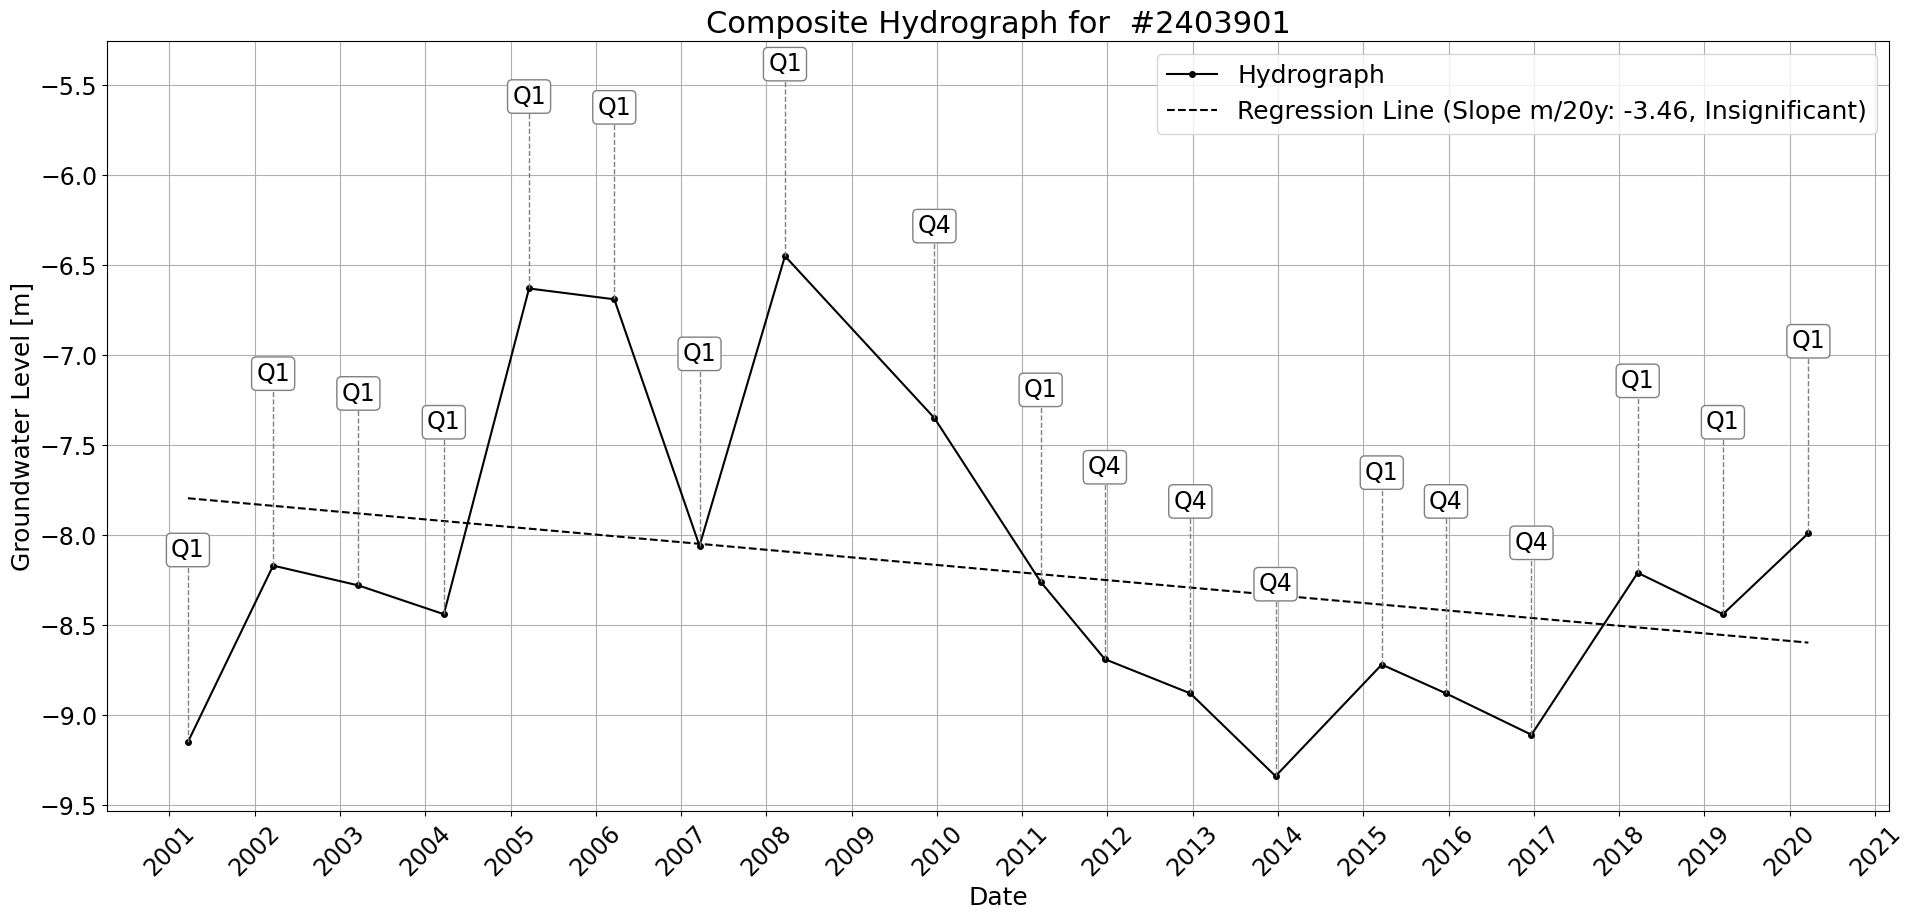 Composite Hydrograph for  #2403901
Hydrograph
Regression Line (Slope m/20y: -3.46, Insignificant)
Groundwater Level [m]
−5.5
−6.0
−6.5
−7.0
−7.5
−8.0
−8.5
−9.0
−9.5
Q1
Q1
Q1
Q1
Q1
Q1
Q1
Q1
Q4
Q1
Q4
Q4
Q4
Q1
Q4
Q4
Q1
Q1
Q1
2001
2002
2003
2004
2005
2006
2007
2008
2009
2010
2011
2012
2013
2014
2015
2016
2017
2018
2019
2020
2021
Date